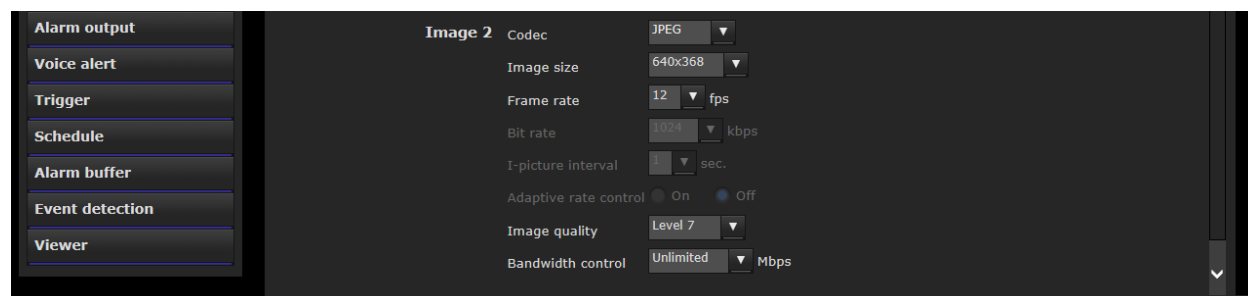 Alarm output
Voice alert
Trigger
Schedule
Alarm buffer
Event detection
Viewer
Image 2 Codec JPEG
Image size 640x368
Frame rate 12 fps
Bit rate 1024 kbps
I-picture interval 1 sec.
Adaptive rate control On Off
Image quality Level 7
Bandwidth control Unlimited Mbps